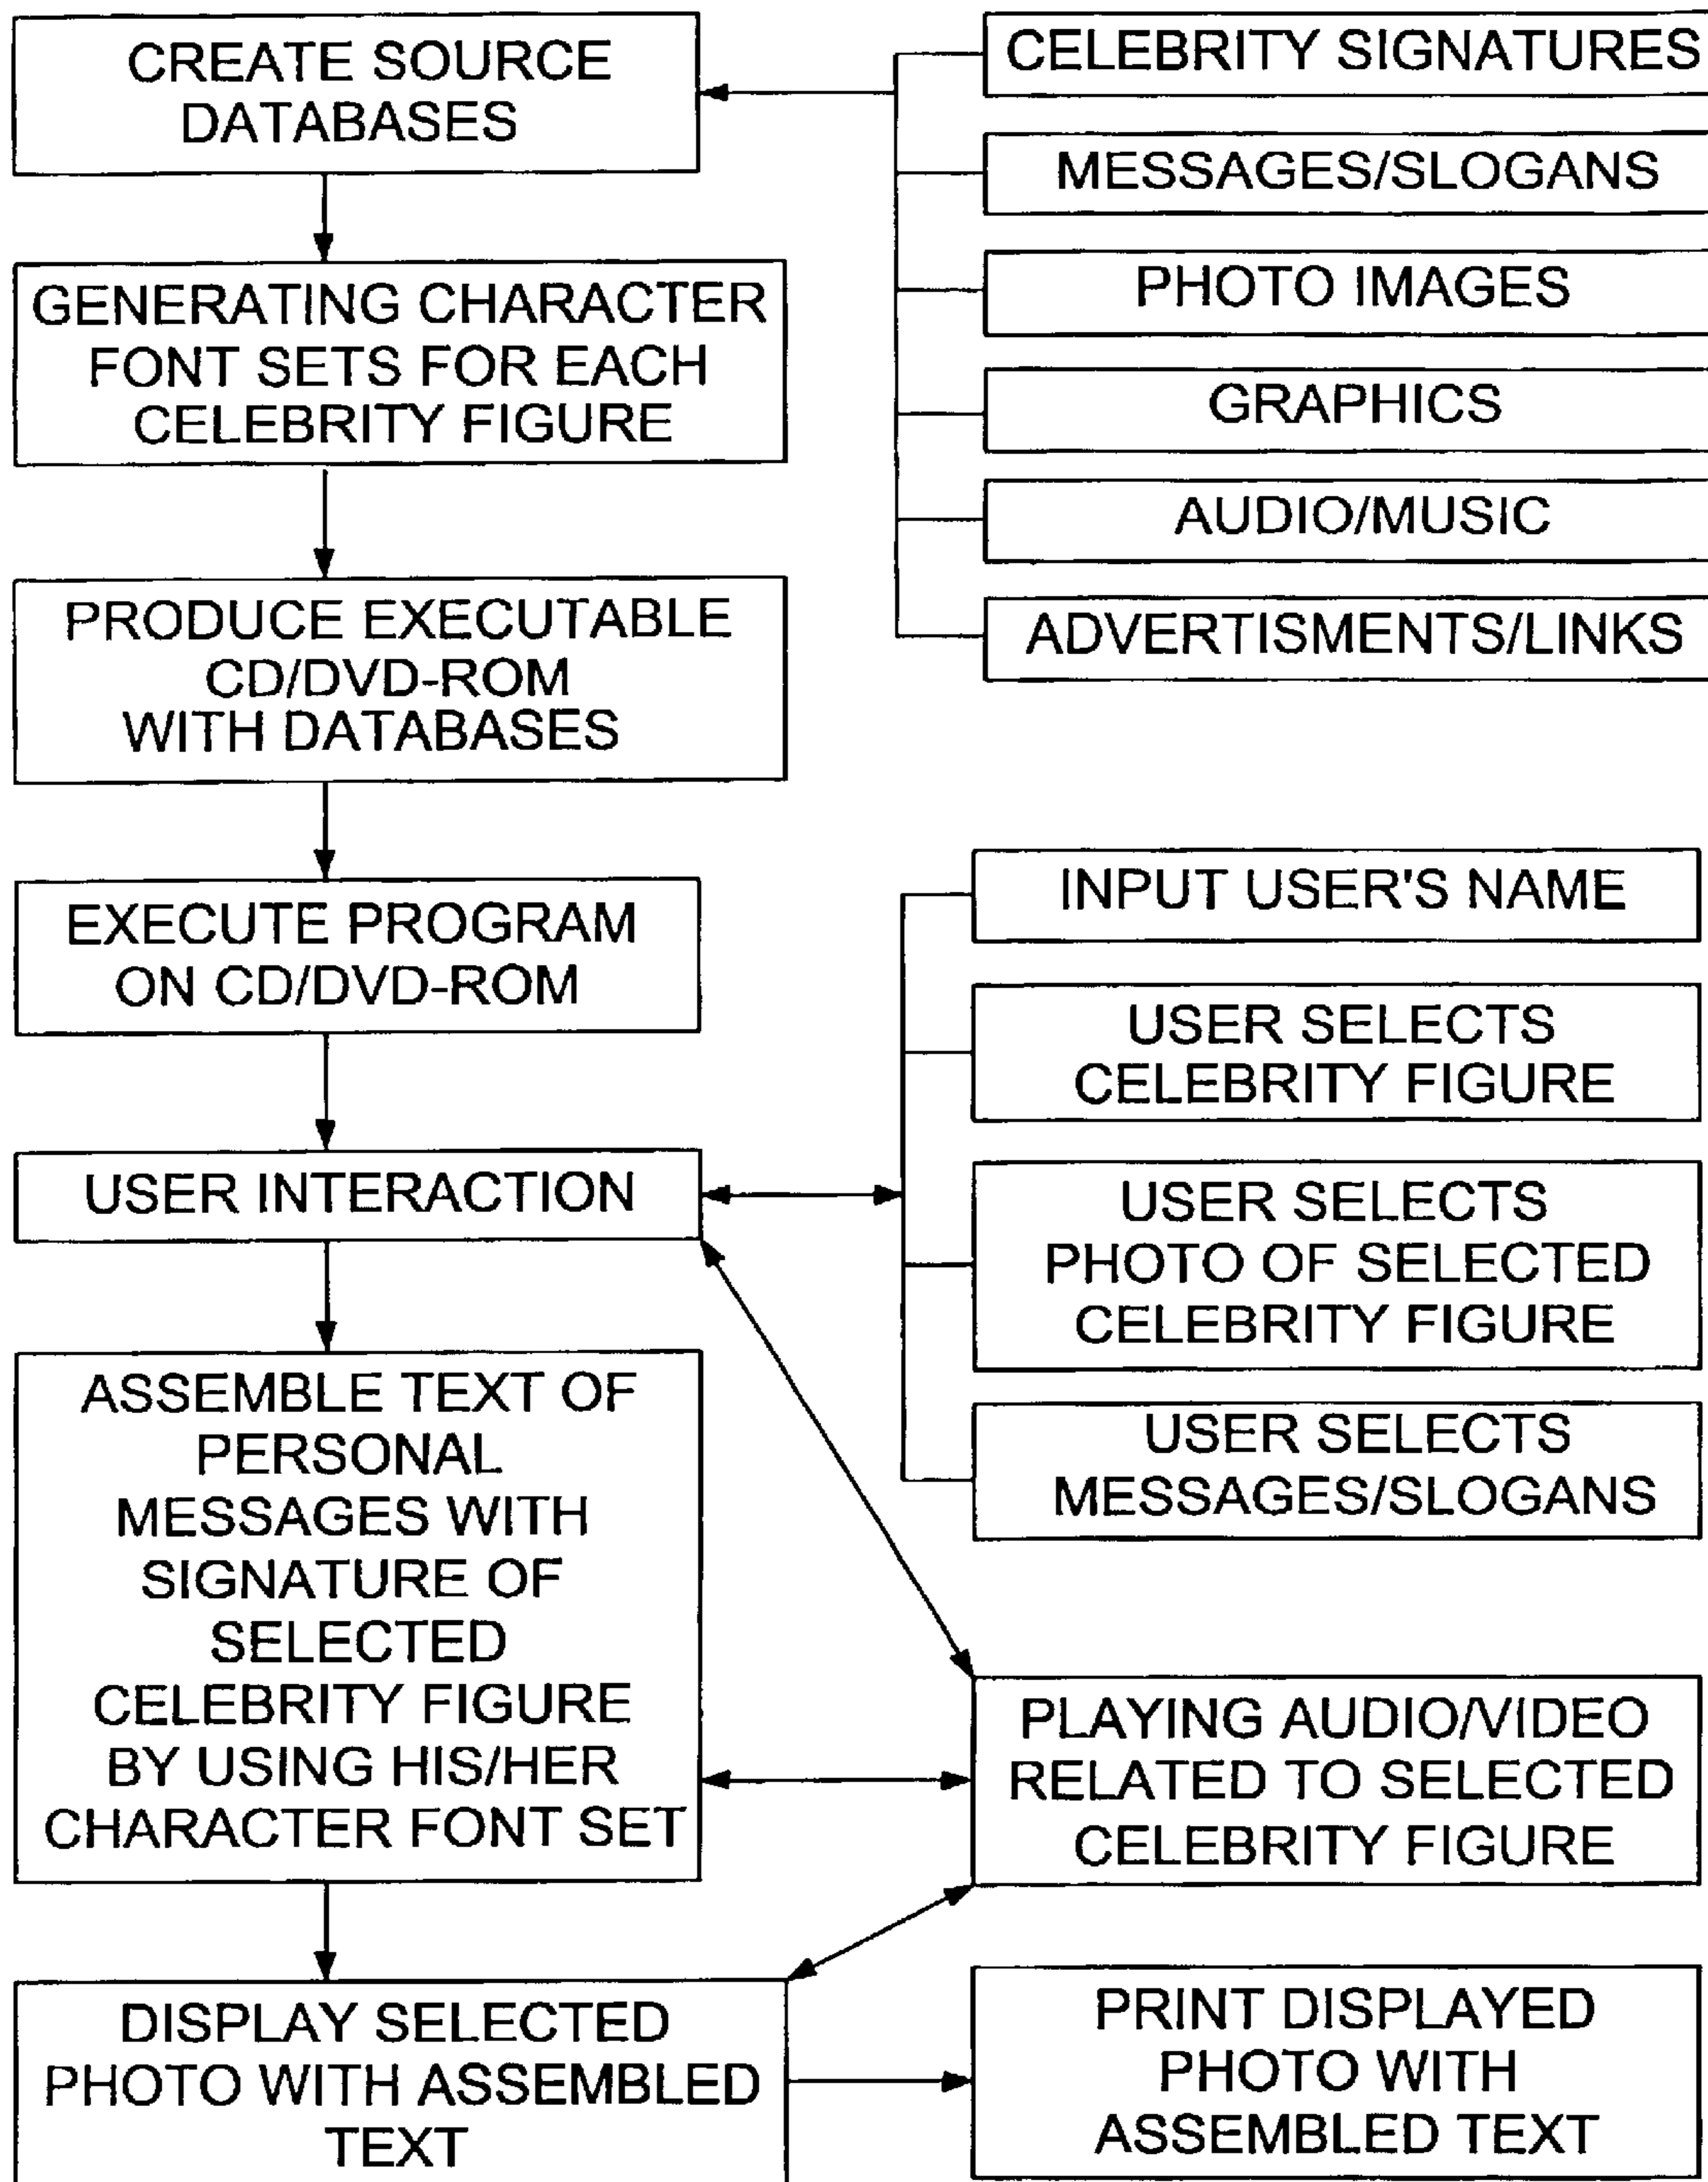 CREATE SOURCE
DATABASES
CELEBRITY SIGNATURES
MESSAGES/SLOGANS
PHOTO IMAGES
GRAPHICS
AUDIO/MUSIC
ADVERTISMENTS/LINKS
GENERATING CHARACTER
FONT SETS FOR EACH
CELEBRITY FIGURE
PRODUCE EXECUTABLE
CD/DVD-ROM
WITH DATABASES
EXECUTE PROGRAM
ON CD/DVD-ROM
USER INTERACTION
INPUT USER'S NAME
USER SELECTS
CELEBRITY FIGURE
USER SELECTS
PHOTO OF SELECTED
CELEBRITY FIGURE
USER SELECTS
MESSAGES/SLOGANS
ASSEMBLE TEXT OF
PERSONAL
MESSAGES WITH
SIGNATURE OF
SELECTED
CELEBRITY FIGURE
BY USING HIS/HER
CHARACTER FONT SET
PLAYING AUDIO/VIDEO
RELATED TO SELECTED
CELEBRITY FIGURE
DISPLAY SELECTED
PHOTO WITH ASSEMBLED
TEXT
PRINT DISPLAYED
PHOTO WITH
ASSEMBLED TEXT